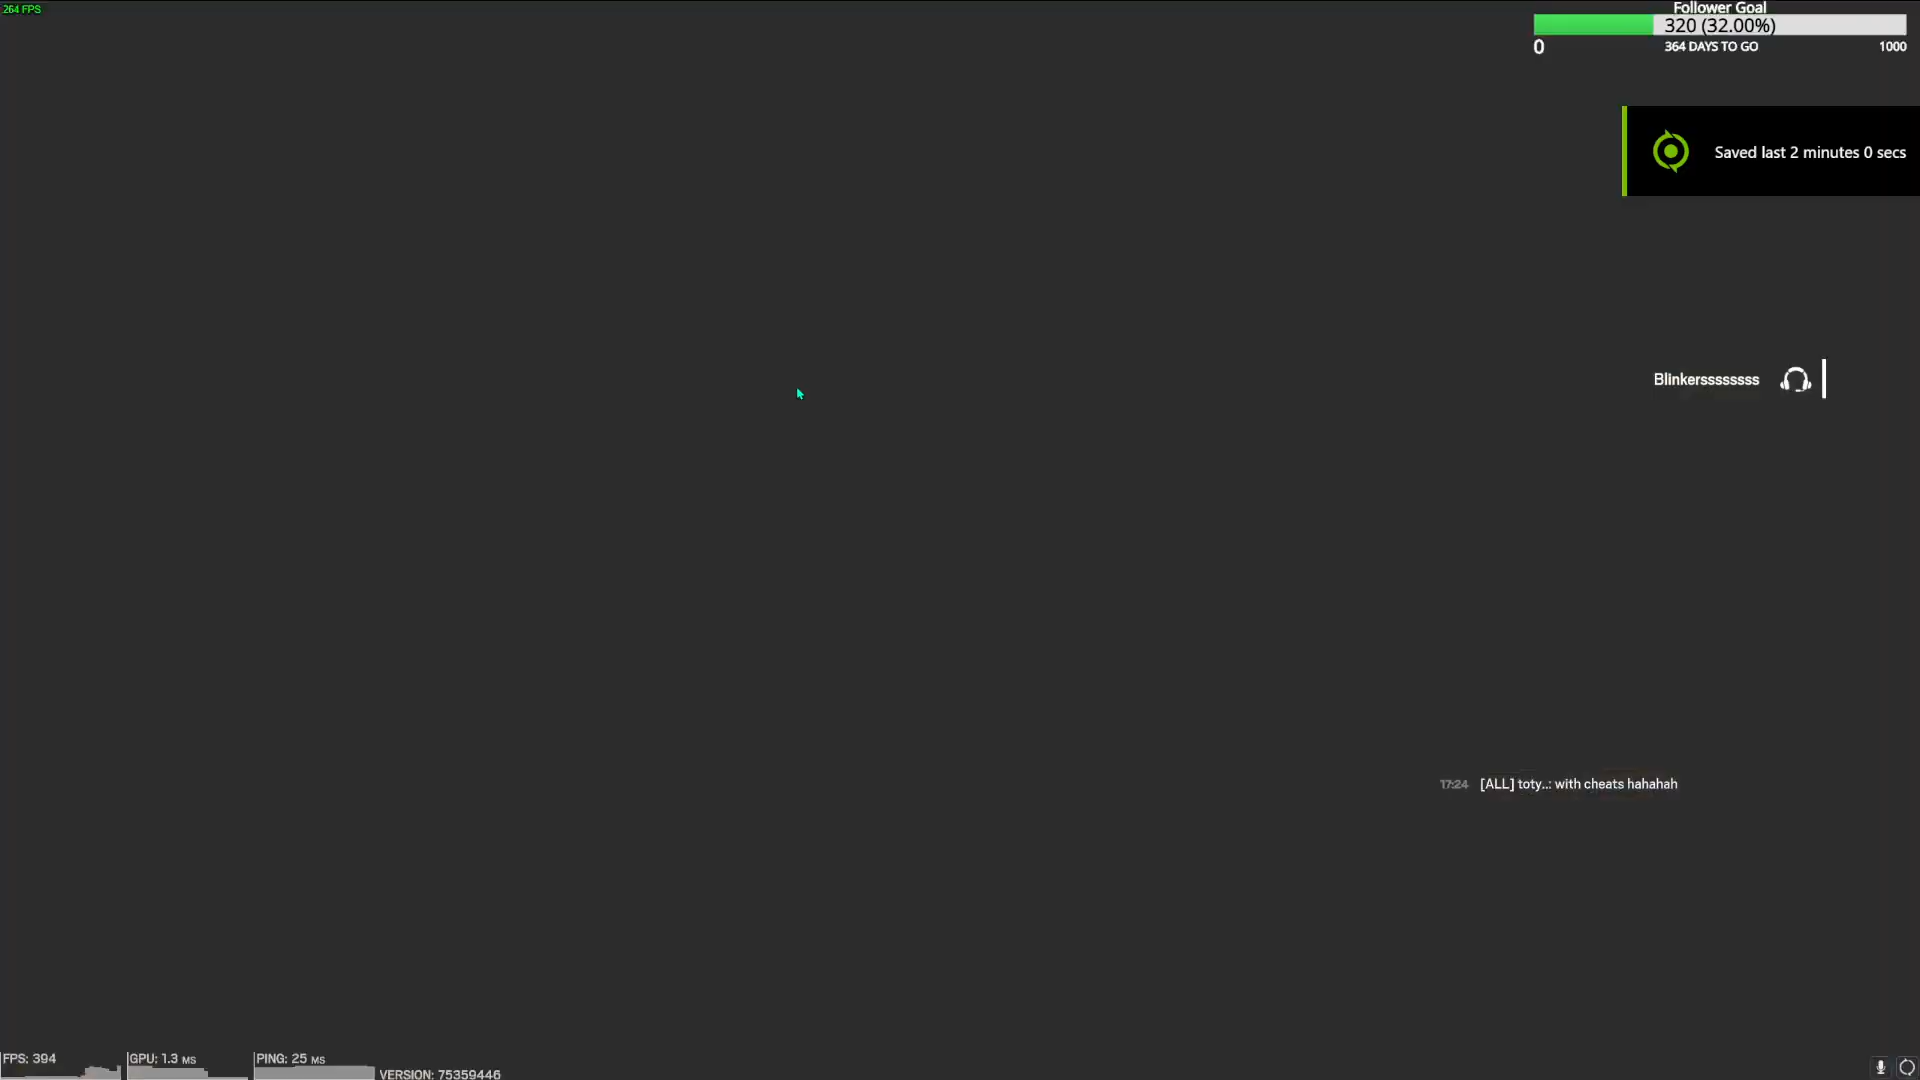 264 FPS
Follower Goal
320 (32.00%)
0
364 DAYS TO GO
1000
Saved last 2 minutes 0 secs
Blinkersssssssss
17:24 [ALL] toty..: with cheats hahahah
FPS: 394
GPU: 1.3 MS
PING: 25 MS
VERSION: 75359446